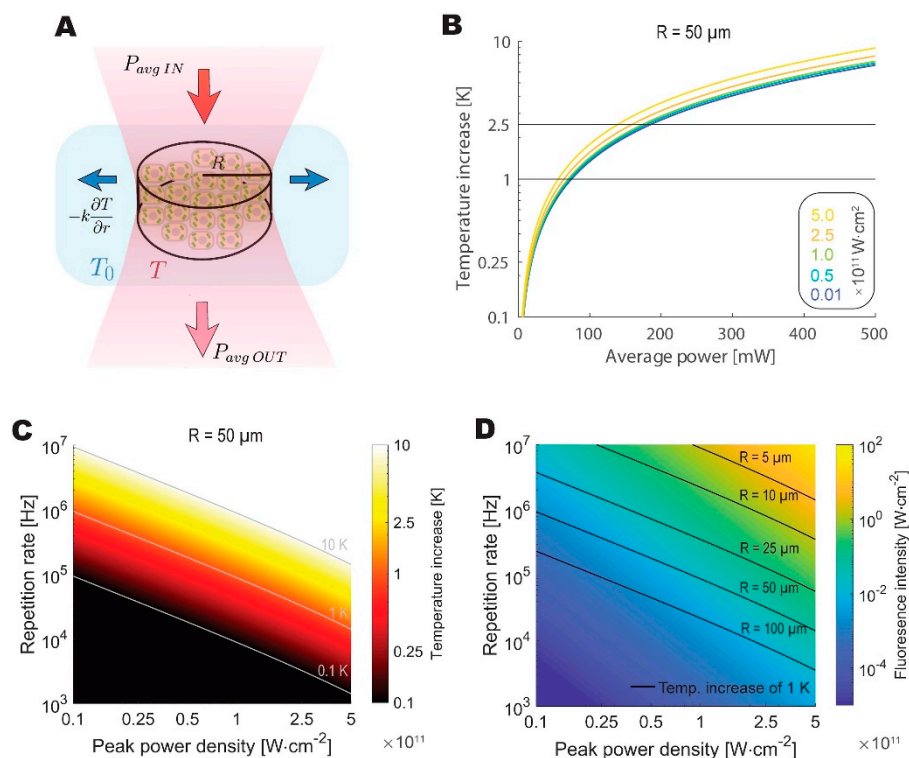 A
P_{avg IN}
R
-k ∂T/∂r
T_0
T
P_{avg OUT}
B
R = 50 µm
Temperature increase [K]
10
2.5
1
0.25
0.1
5.0
2.5
1.0
0.5
0.01
×10^{11} W·cm^{2}
0
100
200
300
400
500
Average power [mW]
C
R = 50 µm
Repetition rate [Hz]
10^7
10^6
10^5
10^4
10^3
10 K
1 K
0.1 K
0.1
0.25
0.5
1
2.5
5
Peak power density [W·cm^{-2}]
×10^{11}
10
2.5
1
0.25
0.1
Temperature increase [K]
D
Repetition rate [Hz]
10^7
10^6
10^5
10^4
10^3
R = 5 µm
R = 10 µm
R = 25 µm
R = 50 µm
R = 100 µm
Temp. increase of 1 K
0.1
0.25
0.5
1
2.5
5
Peak power density [W·cm^{-2}]
×10^{11}
10^2
10^0
10^{-2}
10^{-4}
Fluoresence intensity [W·cm^{-2}]